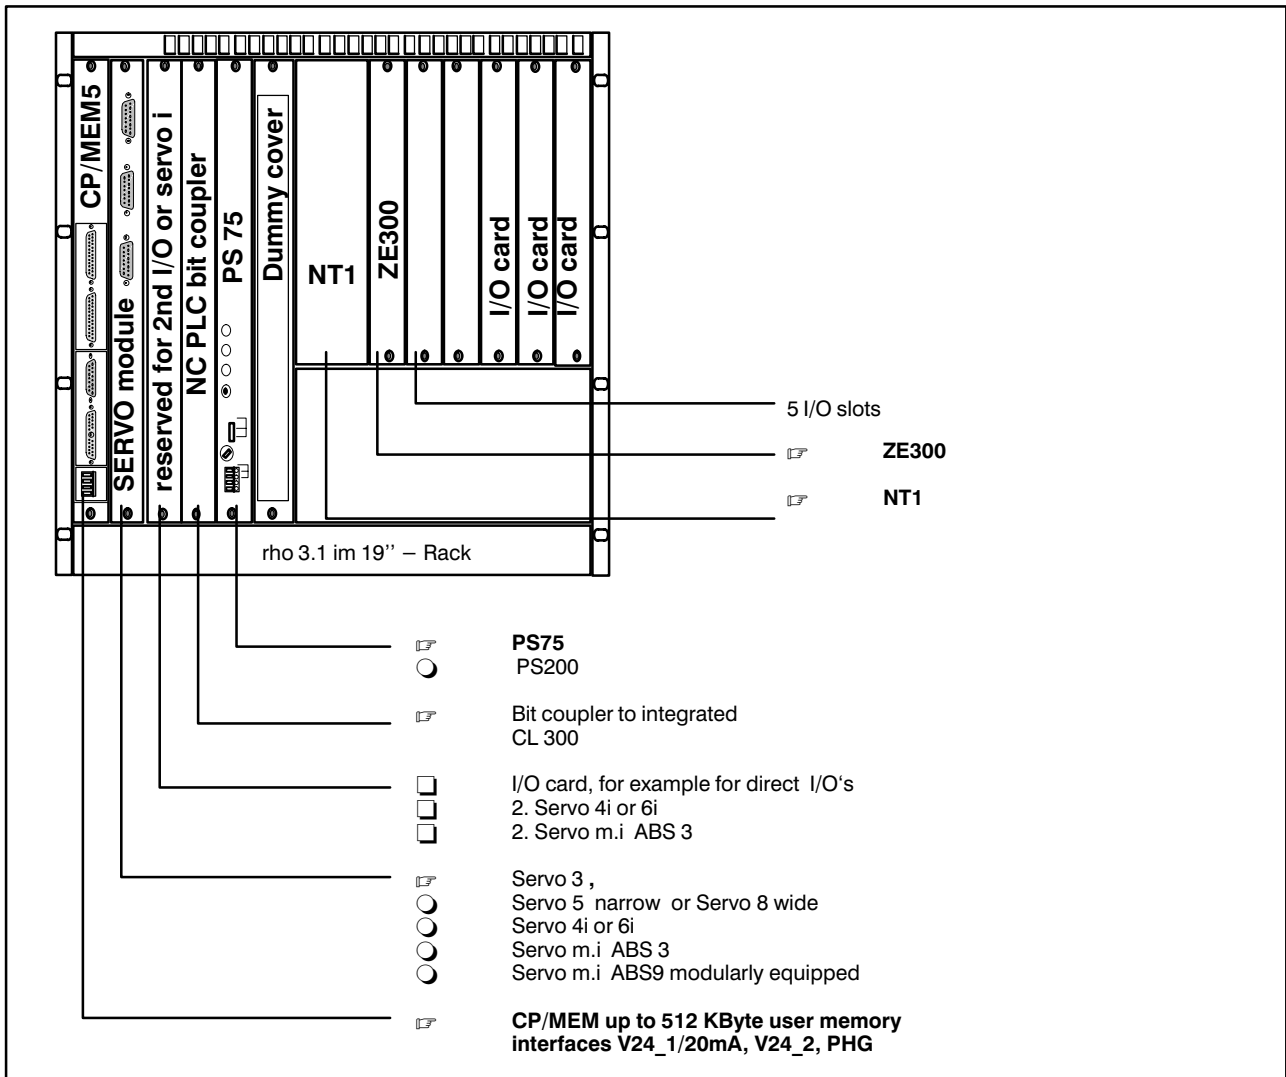 CP/MEM5
SERVO module
reserved for 2nd I/O or servo i
NC PLC bit coupler
PS 75
Dummy cover
NT1
ZE300
I/O card
I/O card
I/O card
5 I/O slots
☞ ZE300
☞ NT1
rho 3.1 im 19’’ – Rack
☞ PS75
❍ PS200
☞ Bit coupler to integrated
CL 300
❏ I/O card, for example for direct I/O‘s
❏ 2. Servo 4i or 6i
❏ 2. Servo m.i ABS 3
☞ Servo 3 ,
❍ Servo 5 narrow or Servo 8 wide
❍ Servo 4i or 6i
❍ Servo m.i ABS 3
❍ Servo m.i ABS9 modularly equipped
☞ CP/MEM up to 512 KByte user memory
interfaces V24_1/20mA, V24_2, PHG